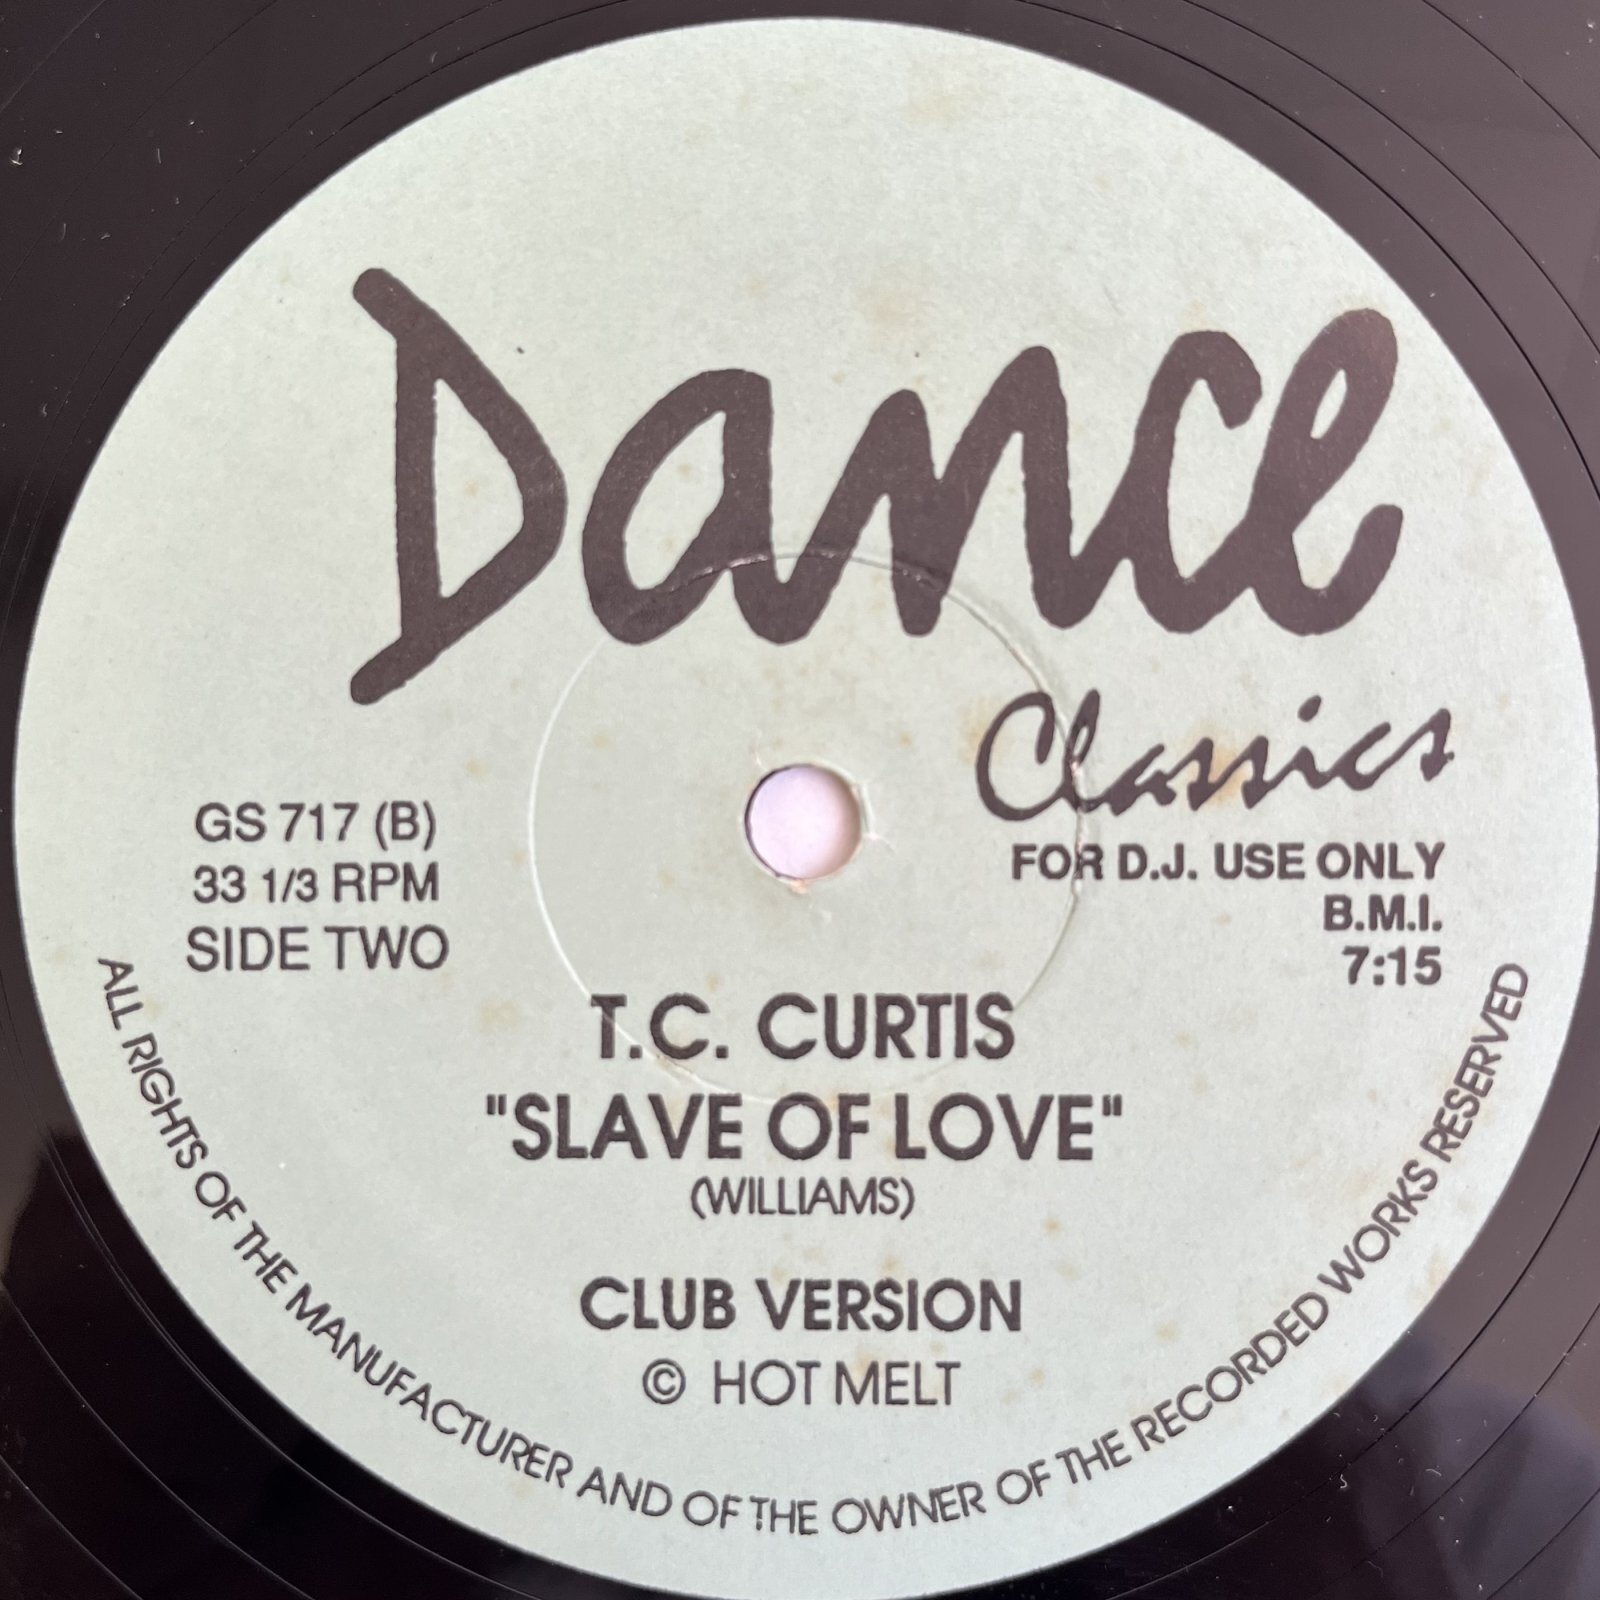 Dance
Classics
GS 717 (B)
33 1/3 RPM
SIDE TWO
FOR D.J. USE ONLY
B.M.I.
7:15
T.C. CURTIS
"SLAVE OF LOVE"
(WILLIAMS)
CLUB VERSION
© HOT MELT
ALL RIGHTS OF THE MANUFACTURER AND OF THE OWNER OF THE RECORDED WORKS RESERVED